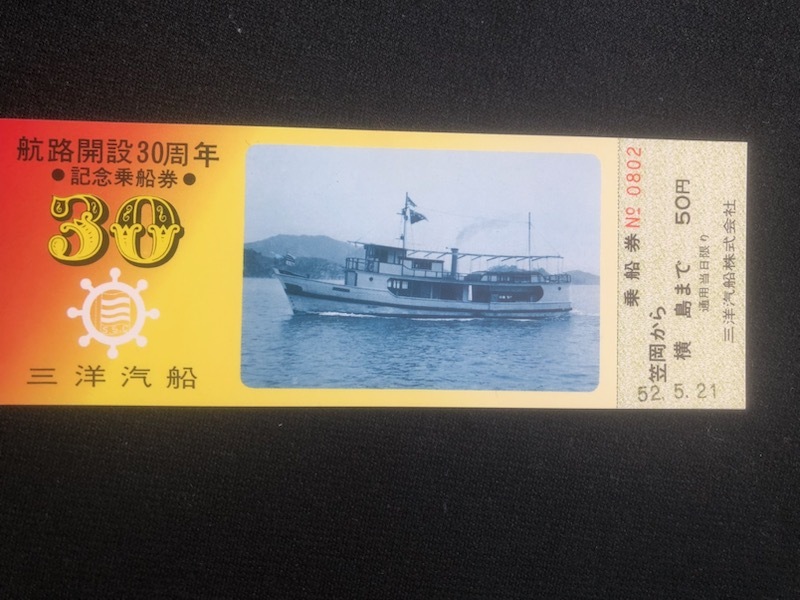 航路開設30周年
●記念乗船券●
30
三洋汽船
乗船券 № 0802
笠岡から
横島まで 50円
通用当日限り
三洋汽船株式会社
52.5.21